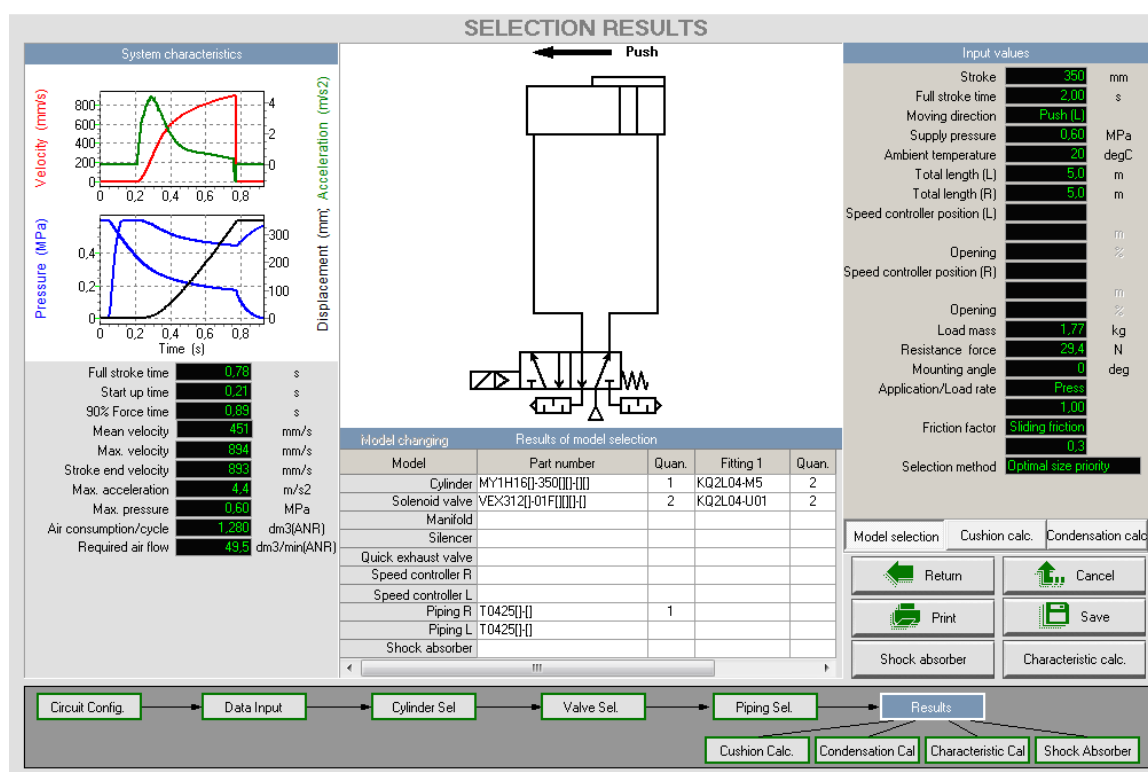 SELECTION RESULTS
System characteristics
Velocity (mm/s)
800
600
400
200
0
4
2
0
Acceleration (m/s2)
0 0,2 0,4 0,6 0,8
Pressure (MPa)
0,4
0,2
0
300
200
100
0
Displacement (mm)
0 0,2 0,4 0,6 0,8
Time (s)
Full stroke time 0,78 s
Start up time 0,21 s
90% Force time 0,89 s
Mean velocity 451 mm/s
Max. velocity 894 mm/s
Stroke end velocity 893 mm/s
Max. acceleration 4,4 m/s2
Max. pressure 0,60 MPa
Air consumption/cycle 1,280 dm3(ANR)
Required air flow 49,5 dm3/min(ANR)
Push
Model changing Results of model selection
Model Part number Quan. Fitting 1 Quan.
Cylinder MY1H16[]-350[][]-[][] 1 KQ2L04-M5 2
Solenoid valve VEX312[]-01F[][][]-[] 2 KQ2L04-U01 2
Manifold
Silencer
Quick exhaust valve
Speed controller R
Speed controller L
Piping R T0425[]-[] 1
Piping L T0425[]-[]
Shock absorber
Input values
Stroke 350 mm
Full stroke time 2,00 s
Moving direction Push (L)
Supply pressure 0,60 MPa
Ambient temperature 20 degC
Total length (L) 5,0 m
Total length (R) 5,0 m
Speed controller position (L)
m
Opening %
Speed controller position (R)
m
Opening %
Load mass 1,77 kg
Resistance force 29,4 N
Mounting angle 0 deg
Application/Load rate Press
1,00
Friction factor Sliding friction
0,3
Selection method Optimal size priority
Model selection Cushion calc. Condensation calc
Return Cancel
Print Save
Shock absorber Characteristic calc.
Circuit Config. Data Input Cylinder Sel Valve Sel. Piping Sel. Results
Cushion Calc. Condensation Cal Characteristic Cal Shock Absorber